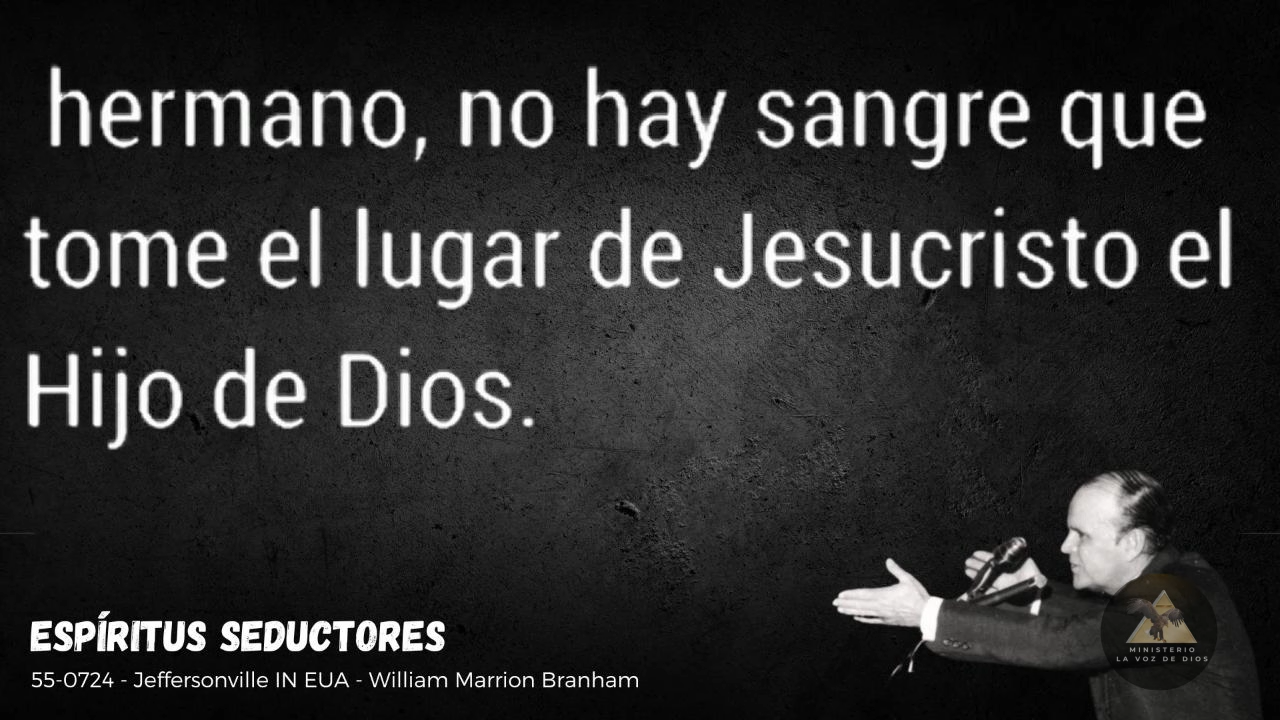 hermano, no hay sangre que
tome el lugar de Jesucristo el
Hijo de Dios.
ESPÍRITUS SEDUCTORES
55-0724 - Jeffersonville IN EUA - William Marrion Branham
MINISTERIO
LA VOZ DE DIOS